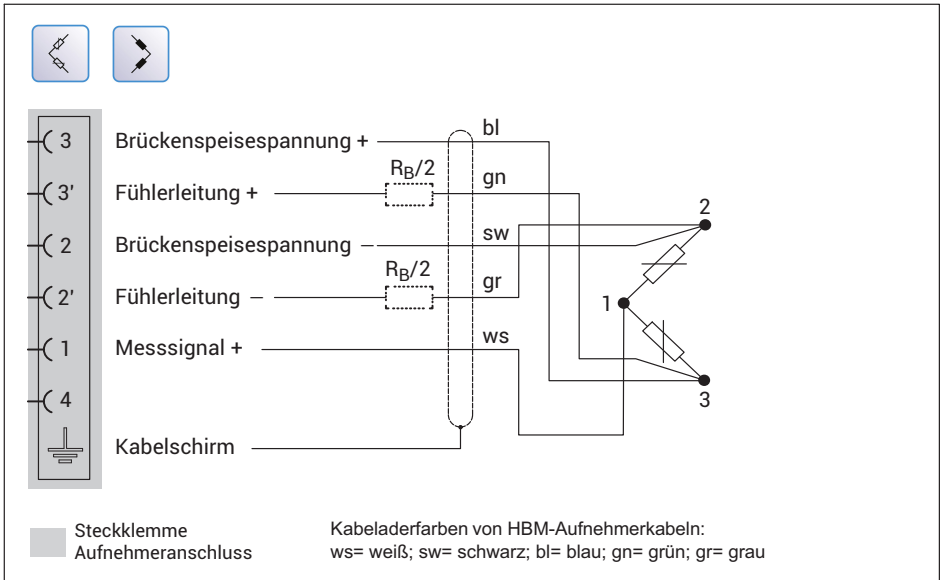 3 Brückenspeisespannung + bl
R_B/2
3' Fühlerleitung + gn
2
2 Brückenspeisespannung – sw
R_B/2
2' Fühlerleitung – gr
1
1 Messsignal + ws
3
4
Kabelschirm
Steckklemme
Aufnehmeranschluss
Kabeladerfarben von HBM-Aufnehmerkabeln:
ws= weiß; sw= schwarz; bl= blau; gn= grün; gr= grau